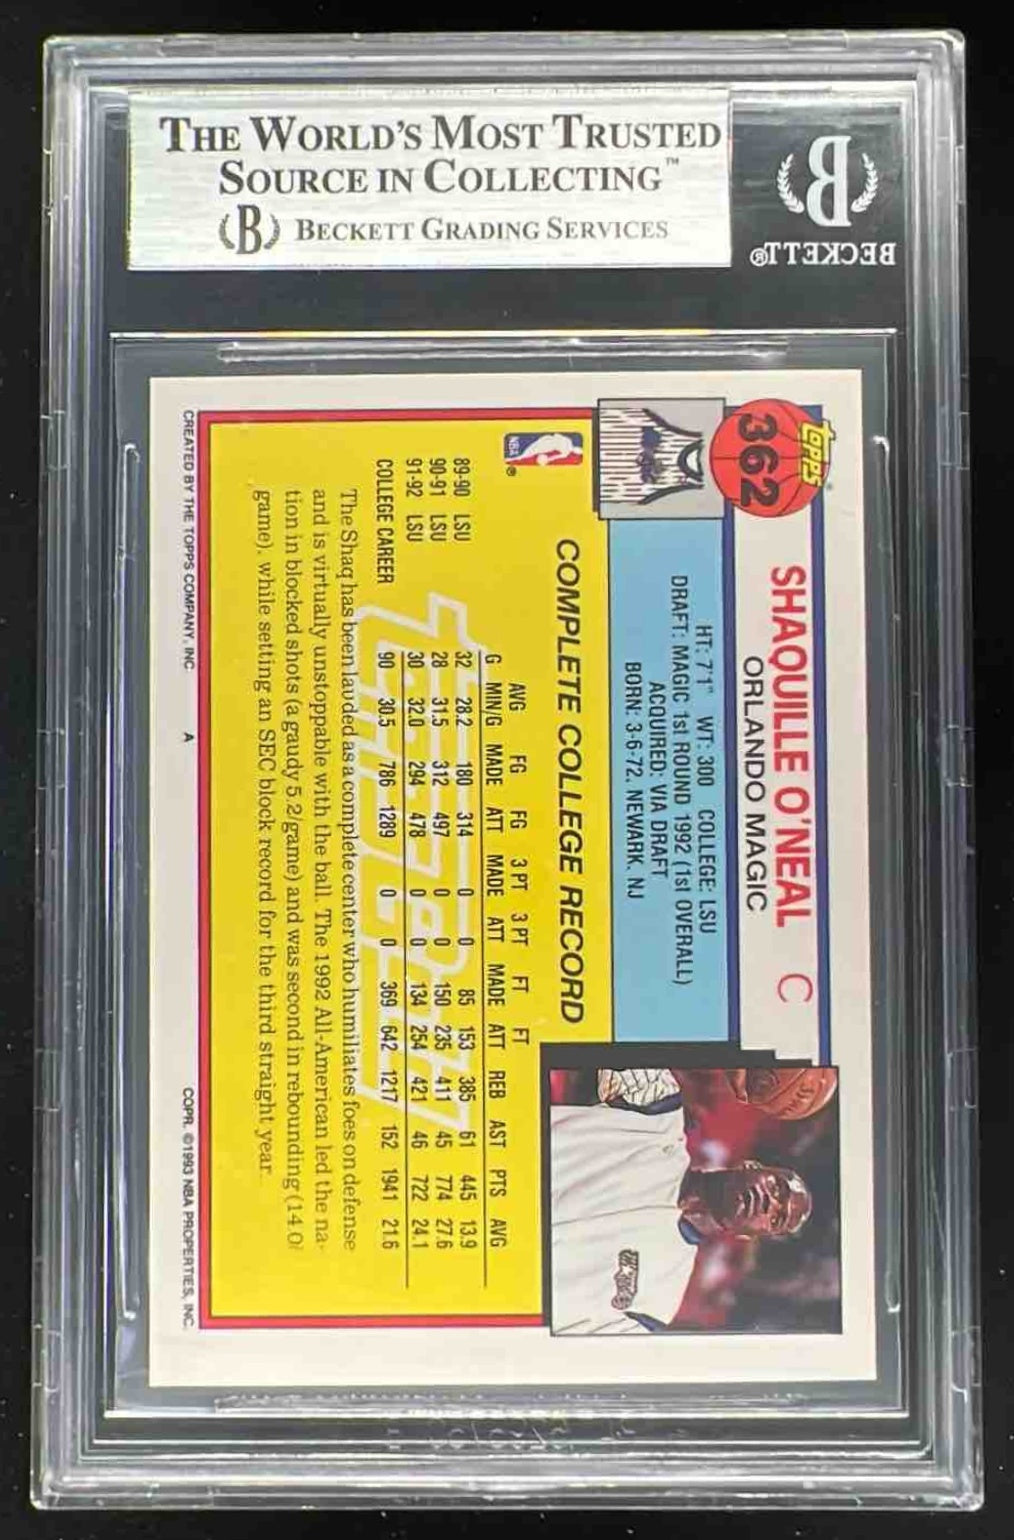 THE WORLD'S MOST TRUSTED
SOURCE IN COLLECTING™
B BECKETT GRADING SERVICES
B
BECKETT®
Topps®
362
SHAQUILLE O'NEAL C
ORLANDO MAGIC
HT: 7'1" WT: 300 COLLEGE: LSU
DRAFT: MAGIC 1st ROUND 1992 (1st OVERALL)
ACQUIRED: VIA DRAFT
BORN: 3-6-72, NEWARK, NJ
NBA®
COMPLETE COLLEGE RECORD
AVG FG FG 3 PT 3 PT FT FT
G MIN/G MADE ATT MADE ATT MADE ATT REB AST PTS AVG
89-90 LSU 32 28.2 180 314 0 0 85 153 385 61 445 13.9
90-91 LSU 28 31.5 312 497 0 0 150 235 411 45 774 27.6
91-92 LSU 30 32.0 294 478 0 0 134 254 421 46 722 24.1
COLLEGE CAREER 90 30.5 786 1289 0 0 369 642 1217 152 1941 21.6
The Shaq has been lauded as a complete center who humiliates foes on defense
and is virtually unstoppable with the ball. The 1992 All-American led the na-
tion in blocked shots (a gaudy 5.2/game) and was second in rebounding (14.0/
game), while setting an SEC block record for the third straight year.
CREATED BY THE TOPPS COMPANY, INC. A COPR. ©1993 NBA PROPERTIES, INC.